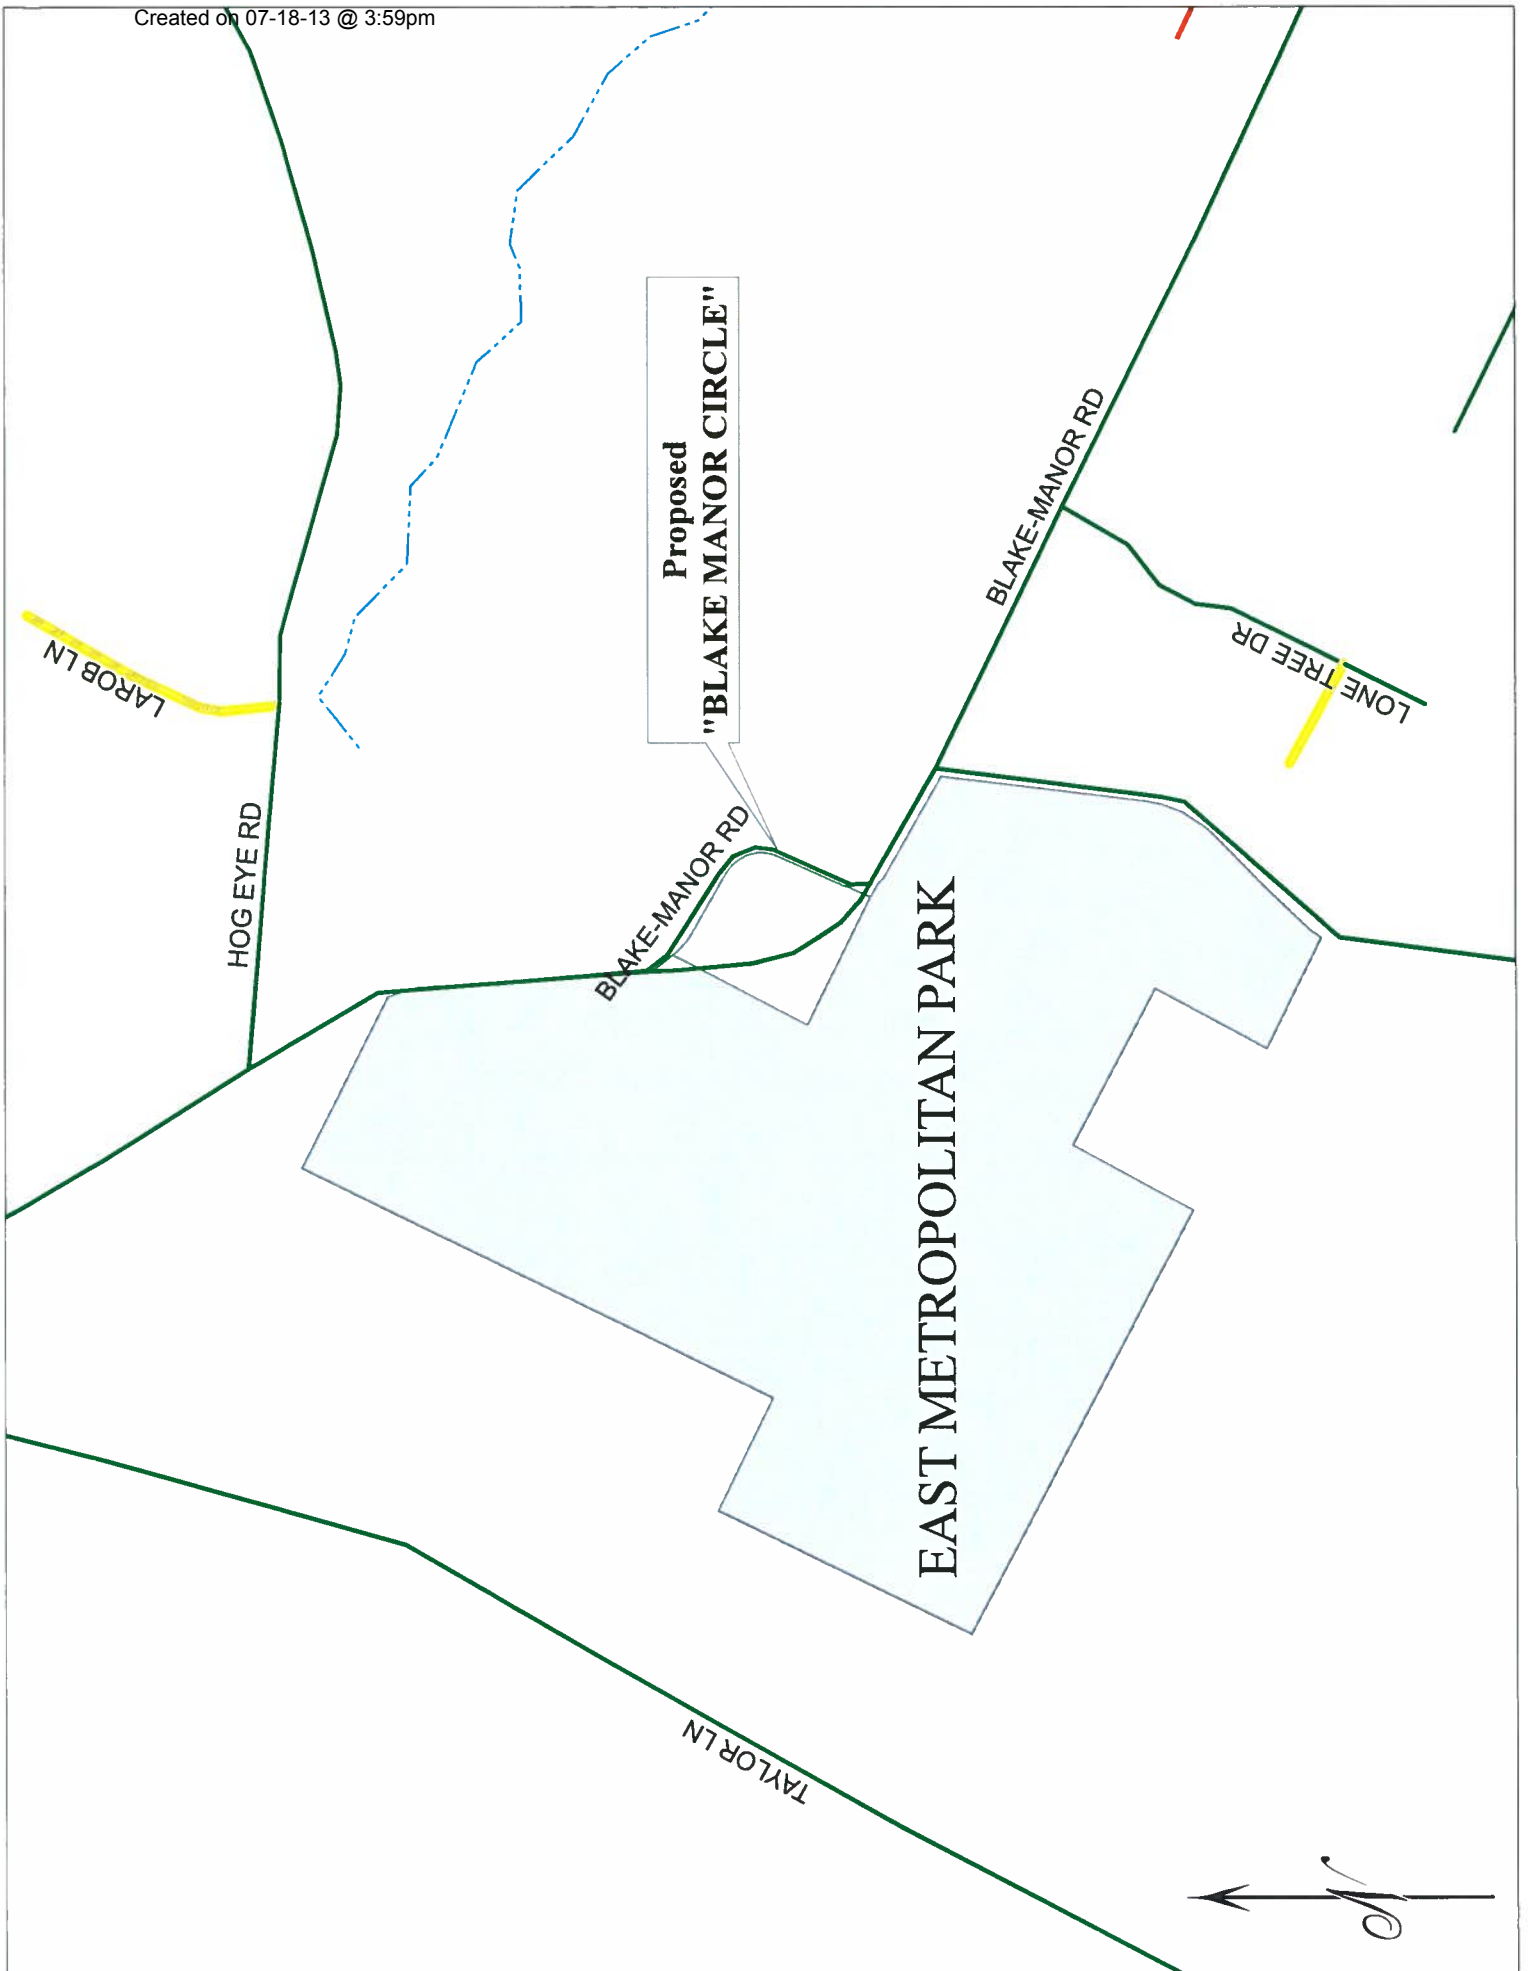 Created on 07-18-13 @ 3:59pm
LAROB LN
HOG EYE RD
Proposed
"BLAKE MANOR CIRCLE"
BLAKE-MANOR RD
BLAKE-MANOR RD
LONE TREE DR
EAST METROPOLITAN PARK
TAYLOR LN
N